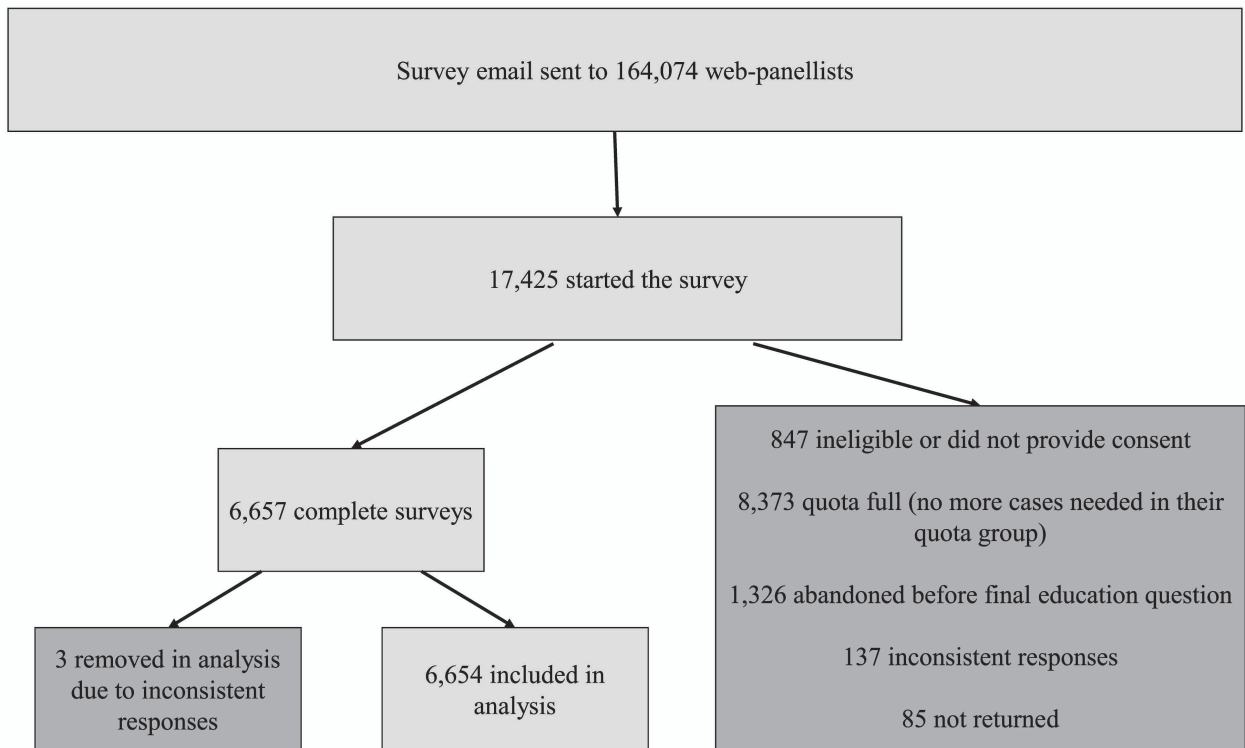 Survey email sent to 164,074 web-panellists
17,425 started the survey
6,657 complete surveys
3 removed in analysis
due to inconsistent
responses
6,654 included in
analysis
847 ineligible or did not provide consent
8,373 quota full (no more cases needed in their
quota group)
1,326 abandoned before final education question
137 inconsistent responses
85 not returned